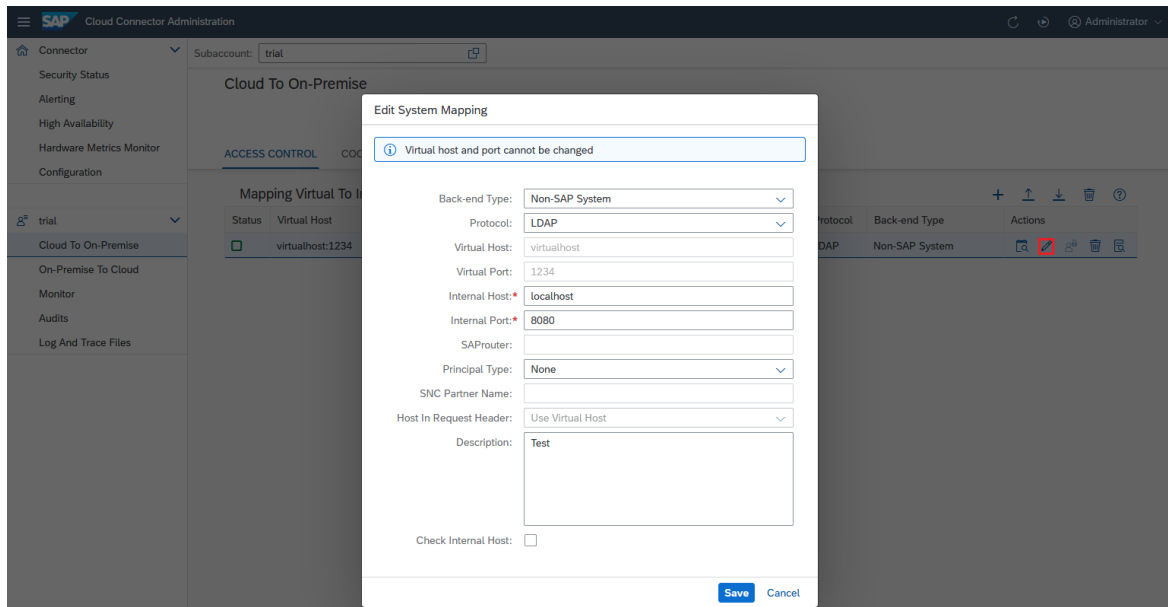 SAP Cloud Connector Administration
Administrator
Connector
Security Status
Alerting
High Availability
Hardware Metrics Monitor
Configuration
trial
Cloud To On-Premise
On-Premise To Cloud
Monitor
Audits
Log And Trace Files
Subaccount: trial
Cloud To On-Premise
ACCESS CONTROL
Mapping Virtual To
Status Virtual Host Back-end Type Actions
virtualhost:1234 Non-SAP System
Edit System Mapping
Virtual host and port cannot be changed
Back-end Type: Non-SAP System
Protocol: LDAP
Virtual Host: virtualhost
Virtual Port: 1234
Internal Host:* localhost
Internal Port:* 8080
SAProuter:
Principal Type: None
SNC Partner Name:
Host In Request Header: Use Virtual Host
Description: Test
Check Internal Host:
Save Cancel